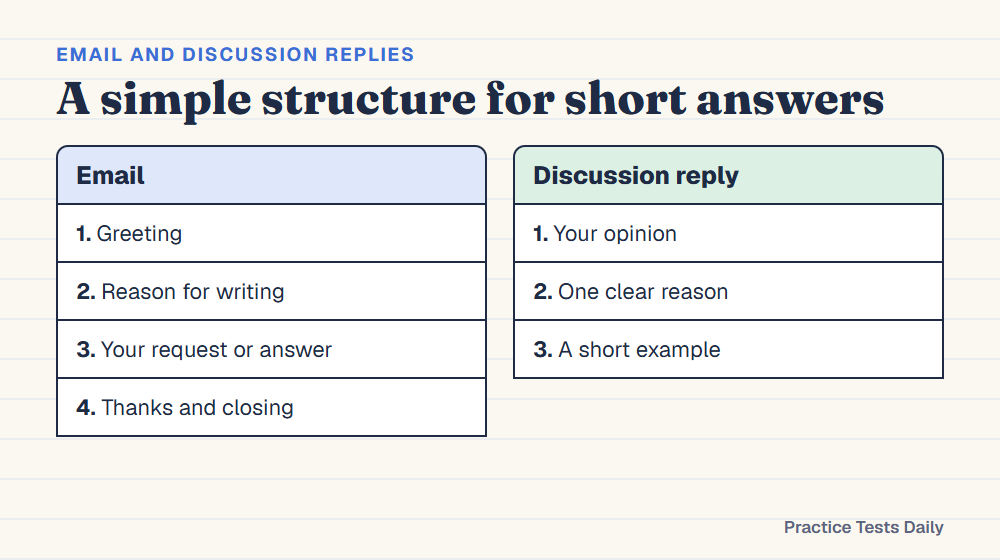 EMAIL AND DISCUSSION REPLIES
A simple structure for short answers
Email
1. Greeting
2. Reason for writing
3. Your request or answer
4. Thanks and closing
Discussion reply
1. Your opinion
2. One clear reason
3. A short example
Practice Tests Daily